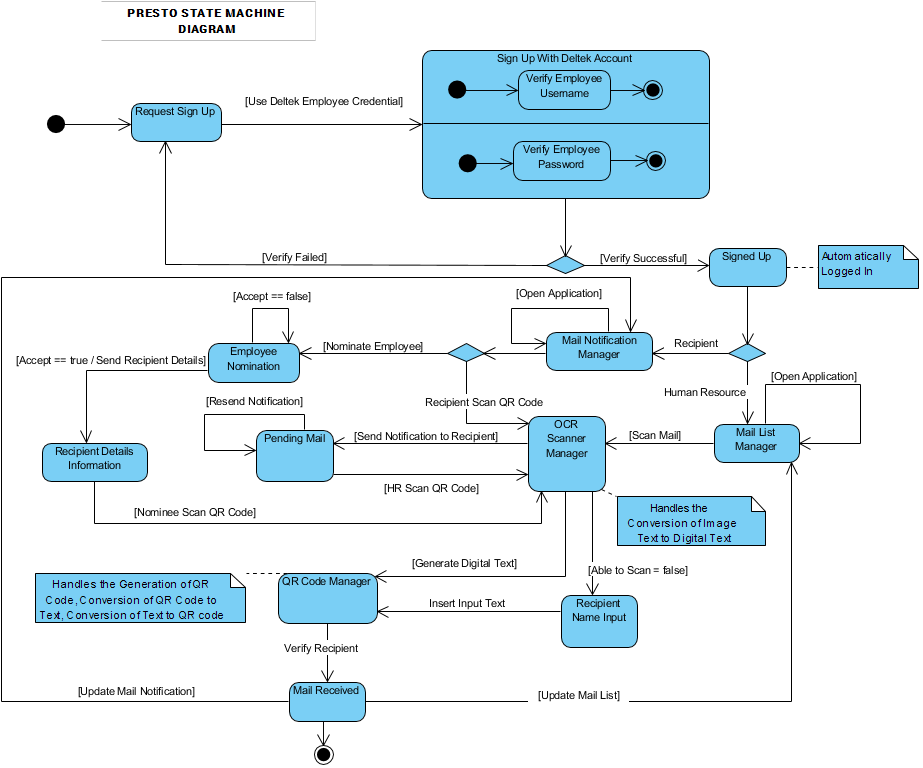 PRESTO STATE MACHINE
DIAGRAM
Sign Up With Deltek Account
Verify Employee
Username
[Use Deltek Employee Credential]
Request Sign Up
Verify Employee
Password
[Verify Failed]
[Verify Successful]
Signed Up
Automatically
Logged In
[Accept == false]
[Open Application]
Employee
Nomination
[Nominate Employee]
Mail Notification
Manager
Recipient
[Accept == true / Send Recipient Details]
[Open Application]
Human Resource
[Resend Notification]
Recipient Scan QR Code
Pending Mail
[Send Notification to Recipient]
OCR
Scanner
Manager
[Scan Mail]
Mail List
Manager
Recipient Details
Information
[HR Scan QR Code]
[Nominee Scan QR Code]
Handles the
Conversion of Image
Text to Digital Text
[Generate Digital Text]
[Able to Scan = false]
Handles the Generation of QR
Code, Conversion of QR Code to
Text, Conversion of Text to QR code
QR Code Manager
Insert Input Text
Recipient
Name Input
Verify Recipient
[Update Mail Notification]
Mail Received
[Update Mail List]